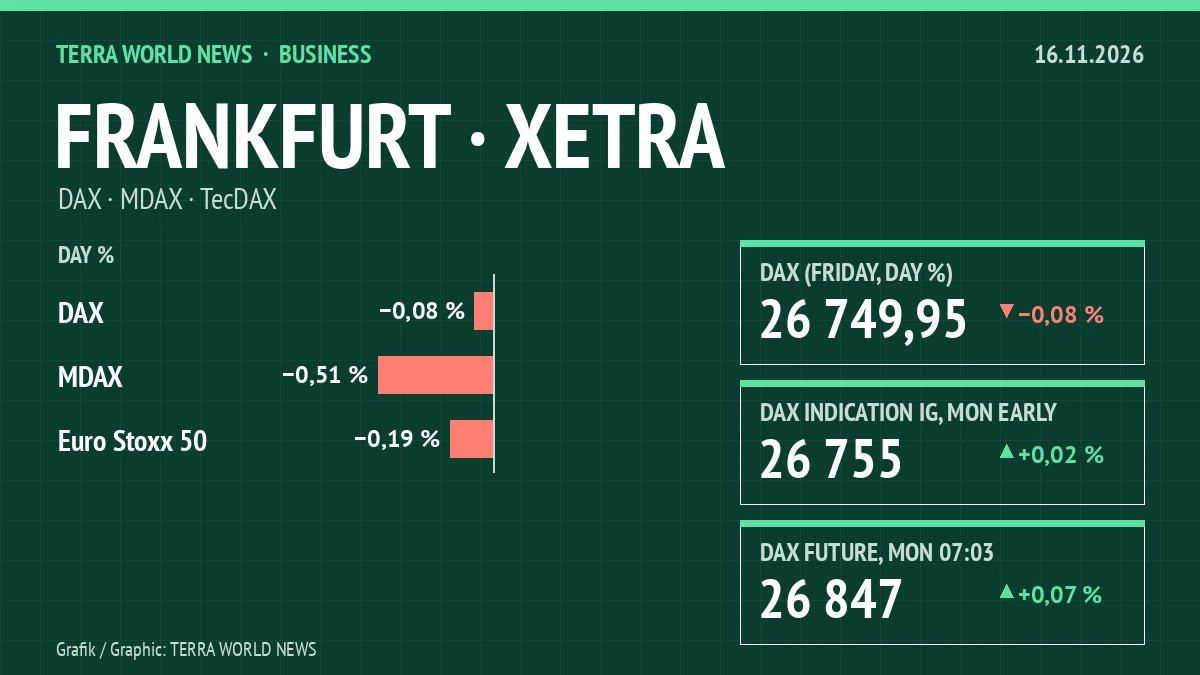 TERRA WORLD NEWS · BUSINESS
16.11.2026
FRANKFURT · XETRA
DAX · MDAX · TecDAX
DAY %
DAX
−0,08 %
MDAX
−0,51 %
Euro Stoxx 50
−0,19 %
DAX (FRIDAY, DAY %)
26 749,95 ▼−0,08 %
DAX INDICATION IG, MON EARLY
26 755 ▲+0,02 %
DAX FUTURE, MON 07:03
26 847 ▲+0,07 %
Grafik / Graphic: TERRA WORLD NEWS